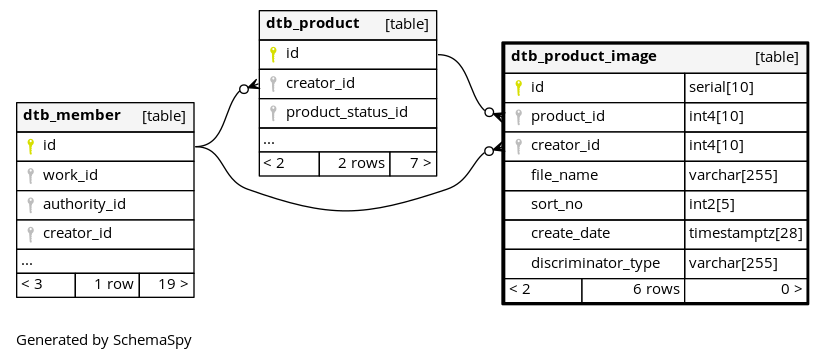 dtb_product [table]
id
creator_id
product_status_id
...
< 2 2 rows 7 >
dtb_product_image [table]
id serial[10]
product_id int4[10]
creator_id int4[10]
file_name varchar[255]
sort_no int2[5]
create_date timestamptz[28]
discriminator_type varchar[255]
< 2 6 rows 0 >
dtb_member [table]
id
work_id
authority_id
creator_id
...
< 3 1 row 19 >
Generated by SchemaSpy